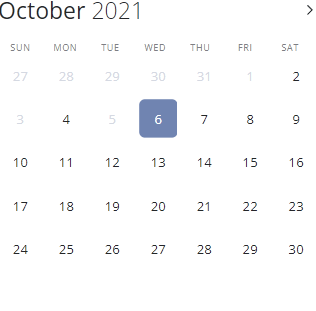 October 2021
SUN MON TUE WED THU FRI SAT
27 28 29 30 31 1 2
3 4 5 6 7 8 9
10 11 12 13 14 15 16
17 18 19 20 21 22 23
24 25 26 27 28 29 30